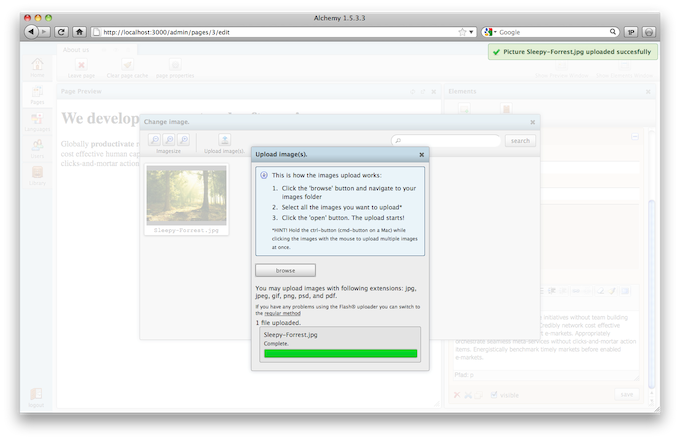 Alchemy 1.5.3.3
http://localhost:3000/admin/pages/3/edit
Google
Picture Sleepy-Forrest.jpg uploaded succesfully
About us
Leave page
Clear page cache
page properties
Pages
Page Preview
Elements
We develop
Globally productivate
cost effective human cap
clicks-and-mortar action
Change image.
Imagesize
Upload image(s).
search
Sleepy-Forrest.jpg
Upload image(s).
This is how the images upload works:
1. Click the 'browse' button and navigate to your
images folder
2. Select all the images you want to upload*
3. Click the 'open' button. The upload starts!
*HINT! Hold the ctrl-button (cmd-button on a Mac) while
clicking the images with the mouse to upload multiple images
at once.
browse
You may upload images with following extensions: jpg,
jpeg, gif, png, psd, and pdf.
If you have any problems using the Flash® uploader you can switch to
the regular method
1 file uploaded.
Sleepy-Forrest.jpg
Complete.
initiatives without team building
network cost effective
e-markets. Appropriately
without clicks-and-mortar action
items. Energistically benchmark timely markets before enabled
e-markets.
Pfad: p
visible
save